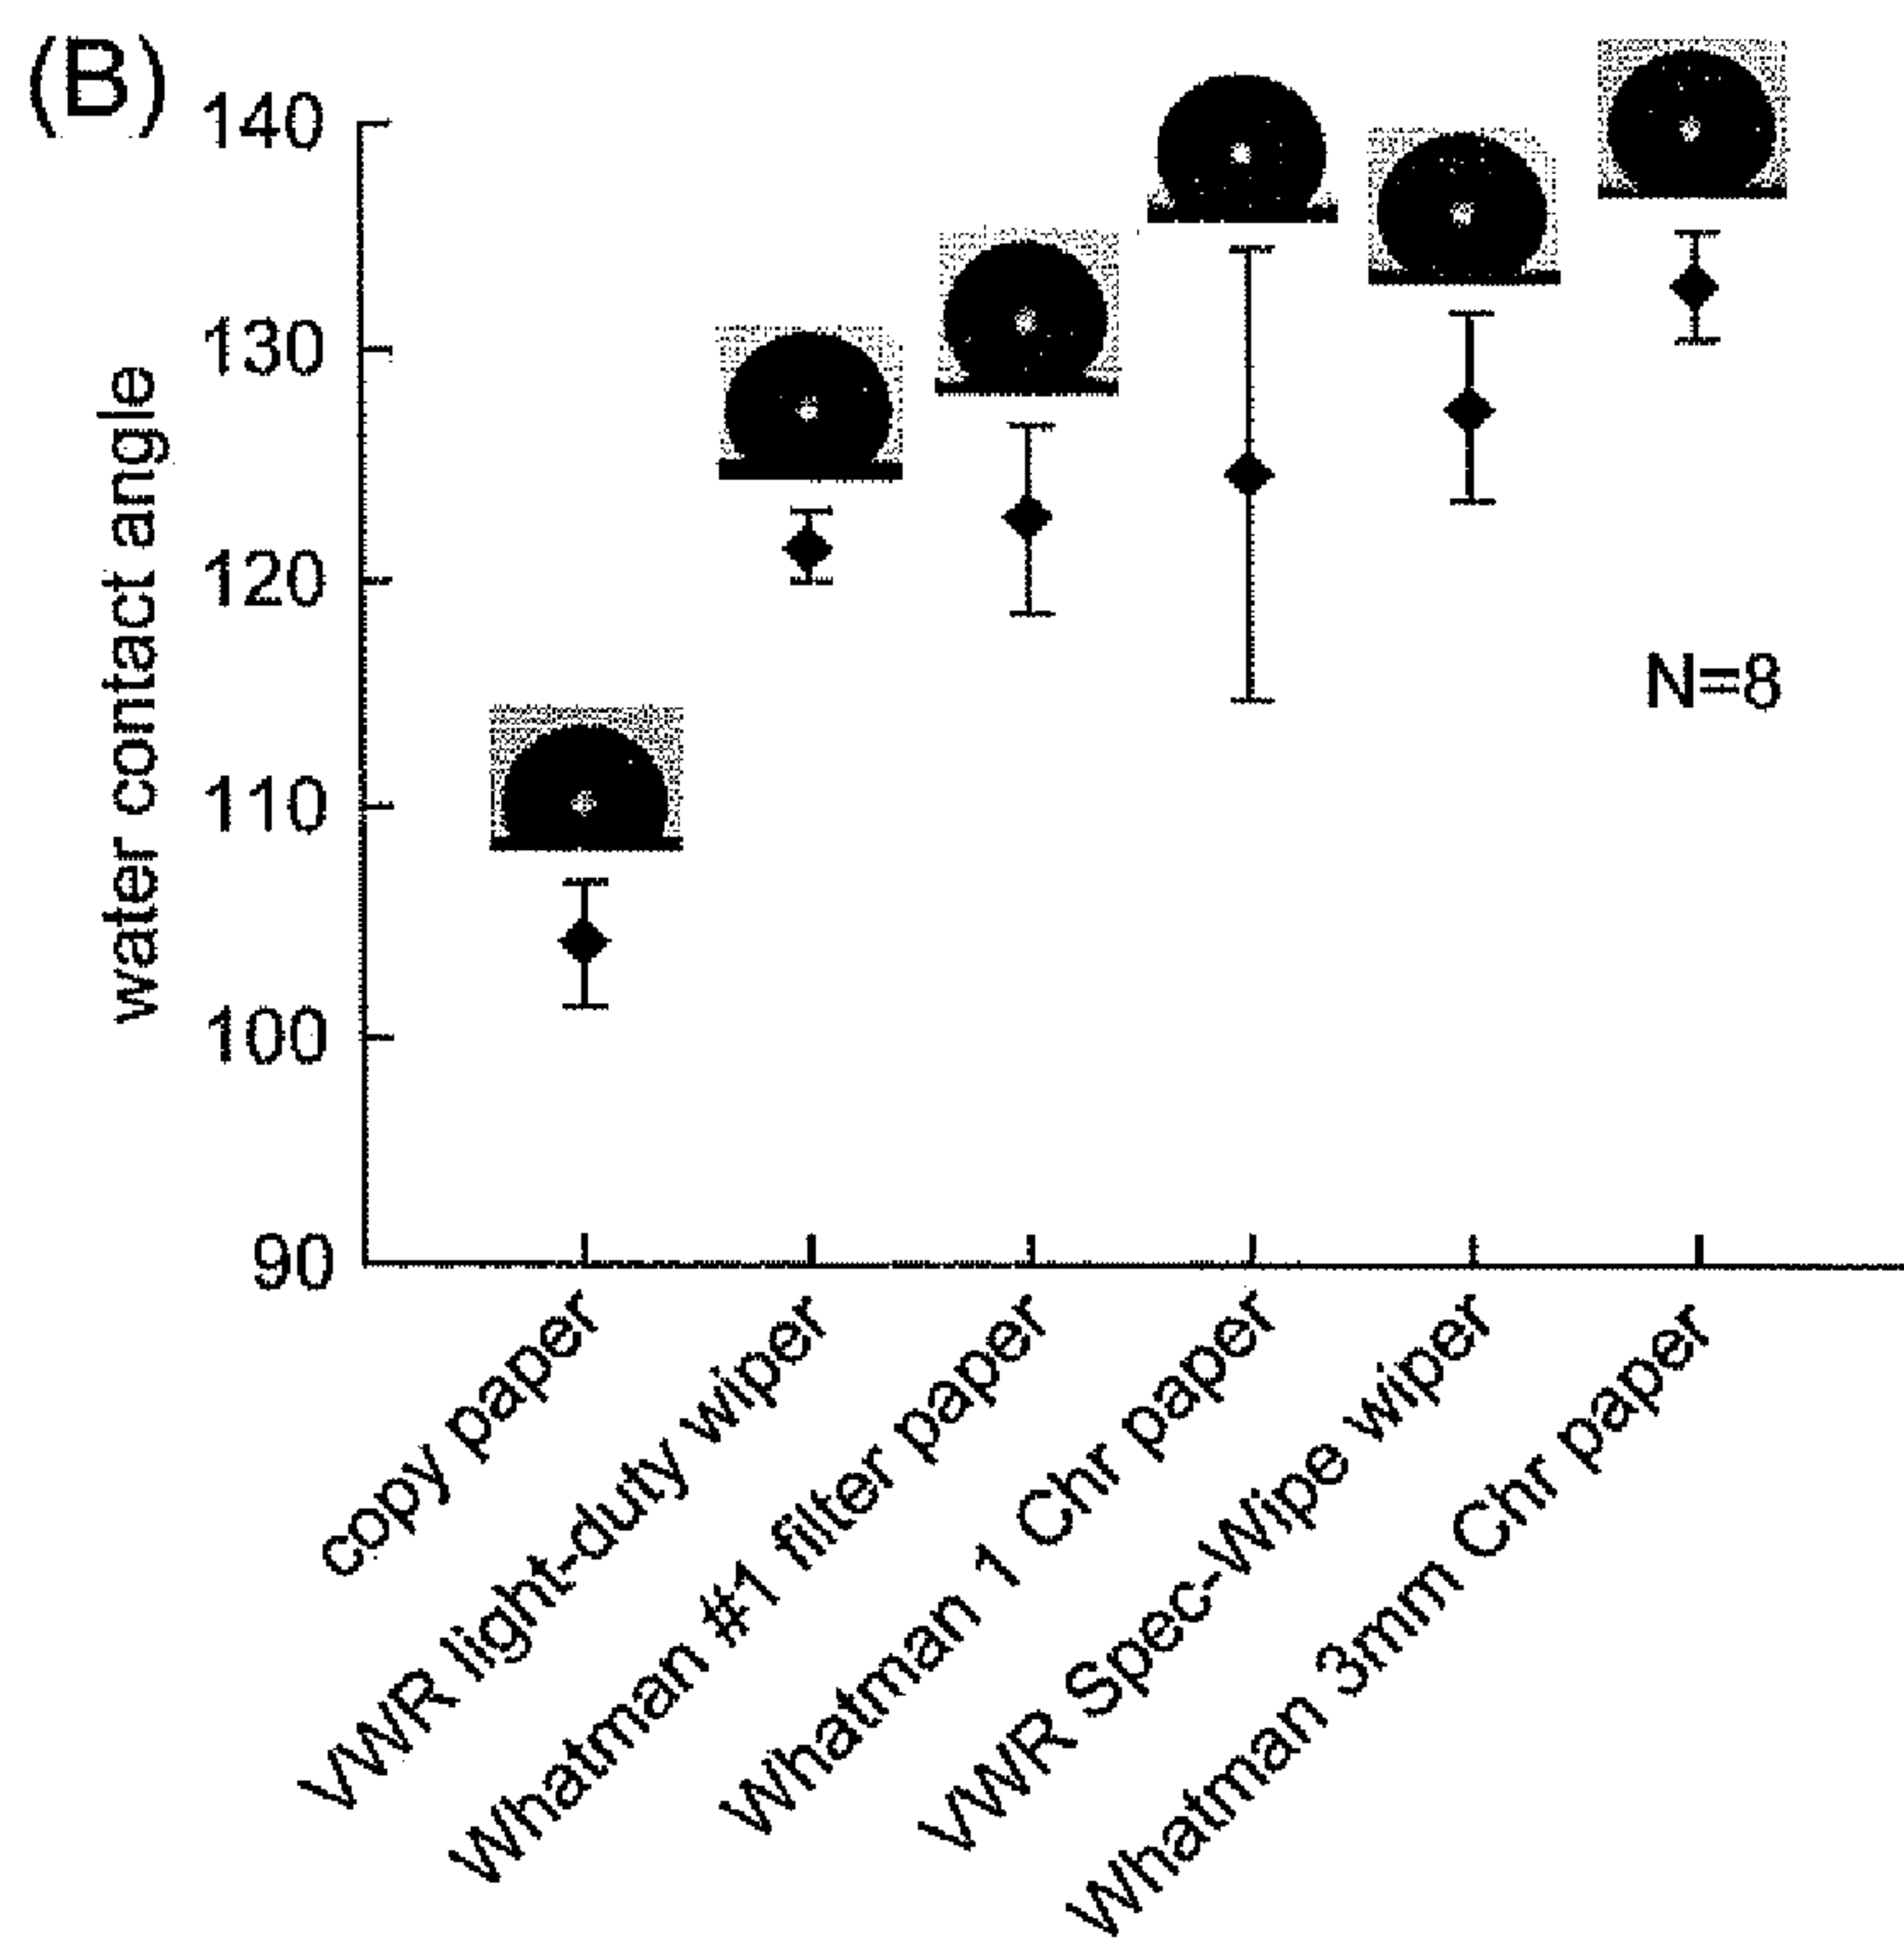 (B)
140
130
120
110
100
90
water contact angle
N=8
copy paper
VWR light-duty wiper
Whatman #1 filter paper
Whatman 1 Chr paper
VWR Spec-Wipe wiper
Whatman 3mm Chr paper